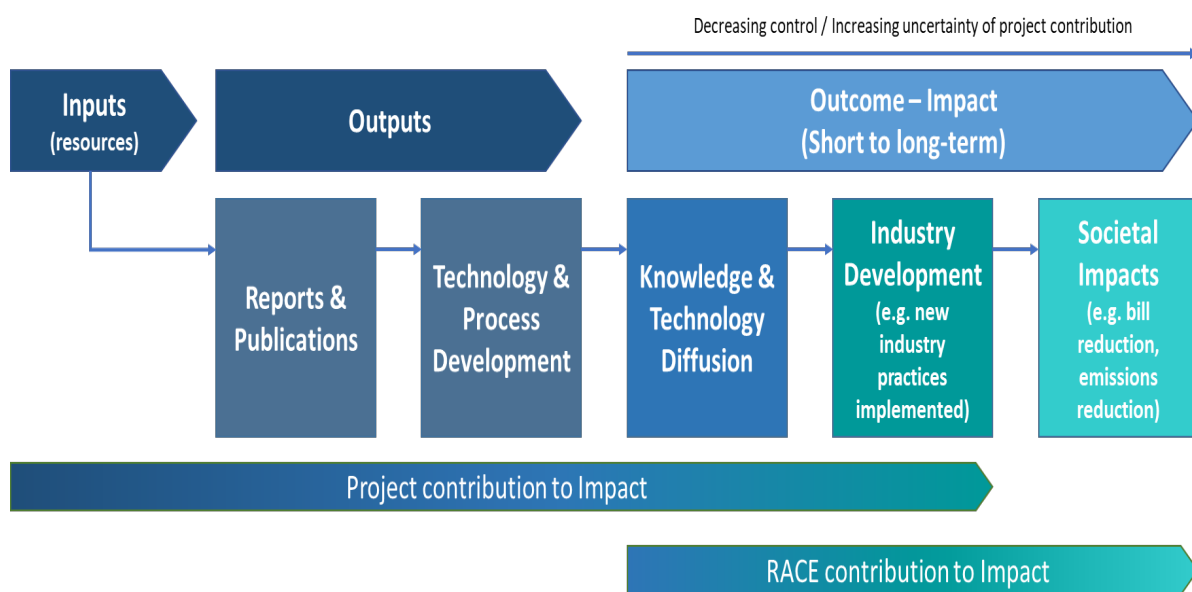 Decreasing control / Increasing uncertainty of project contribution
Inputs
(resources)
Outputs
Outcome – Impact
(Short to long-term)
Reports &
Publications
Technology &
Process
Development
Knowledge &
Technology
Diffusion
Industry
Development
(e.g. new
industry
practices
implemented)
Societal
Impacts
(e.g. bill
reduction,
emissions
reduction)
Project contribution to Impact
RACE contribution to Impact